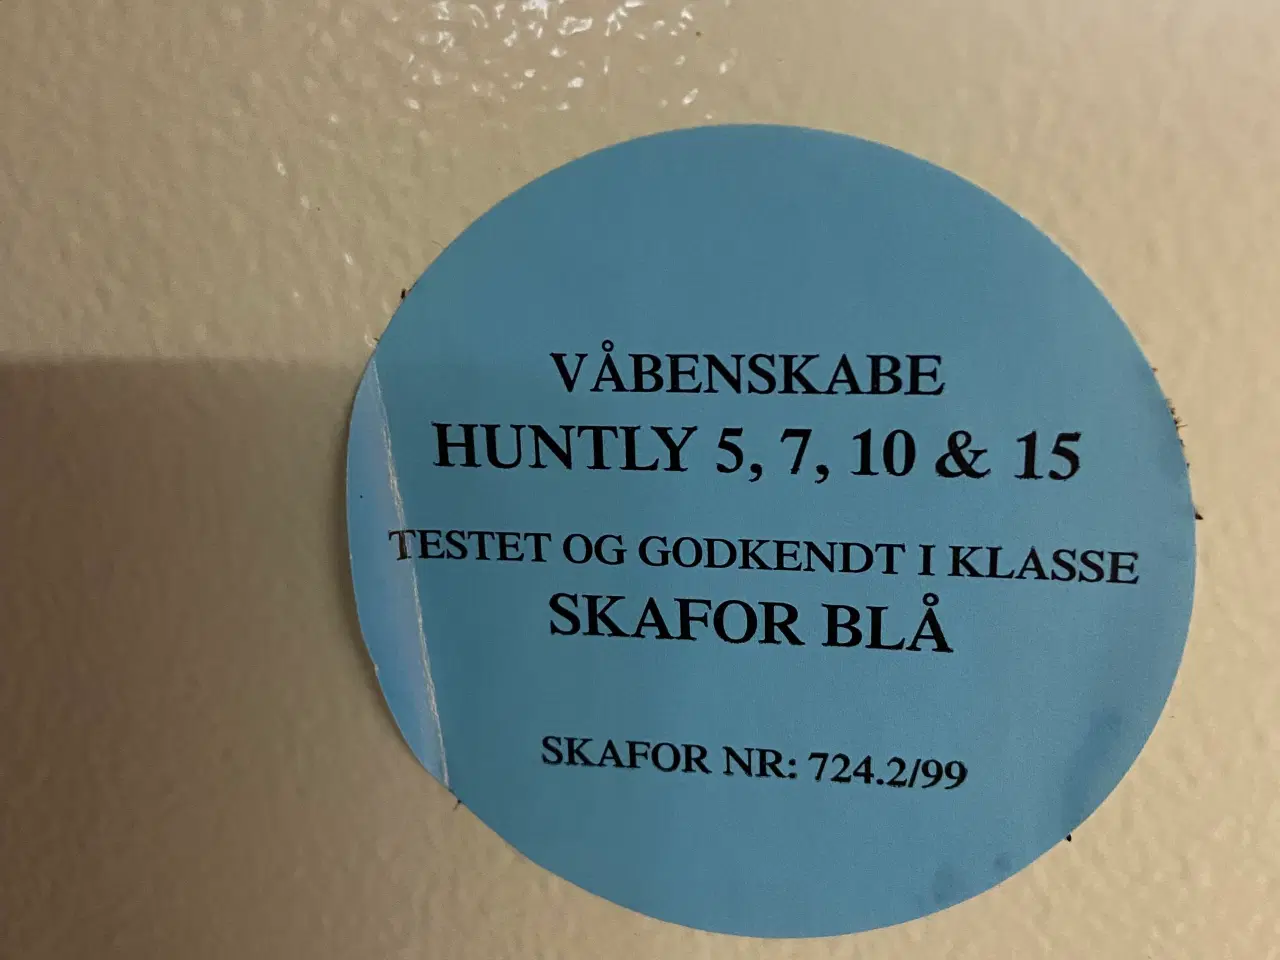 VÅBENSKABE
HUNTLY 5, 7, 10 & 15
TESTET OG GODKENDT I KLASSE
SKAFOR BLÅ
SKAFOR NR: 724.2/99